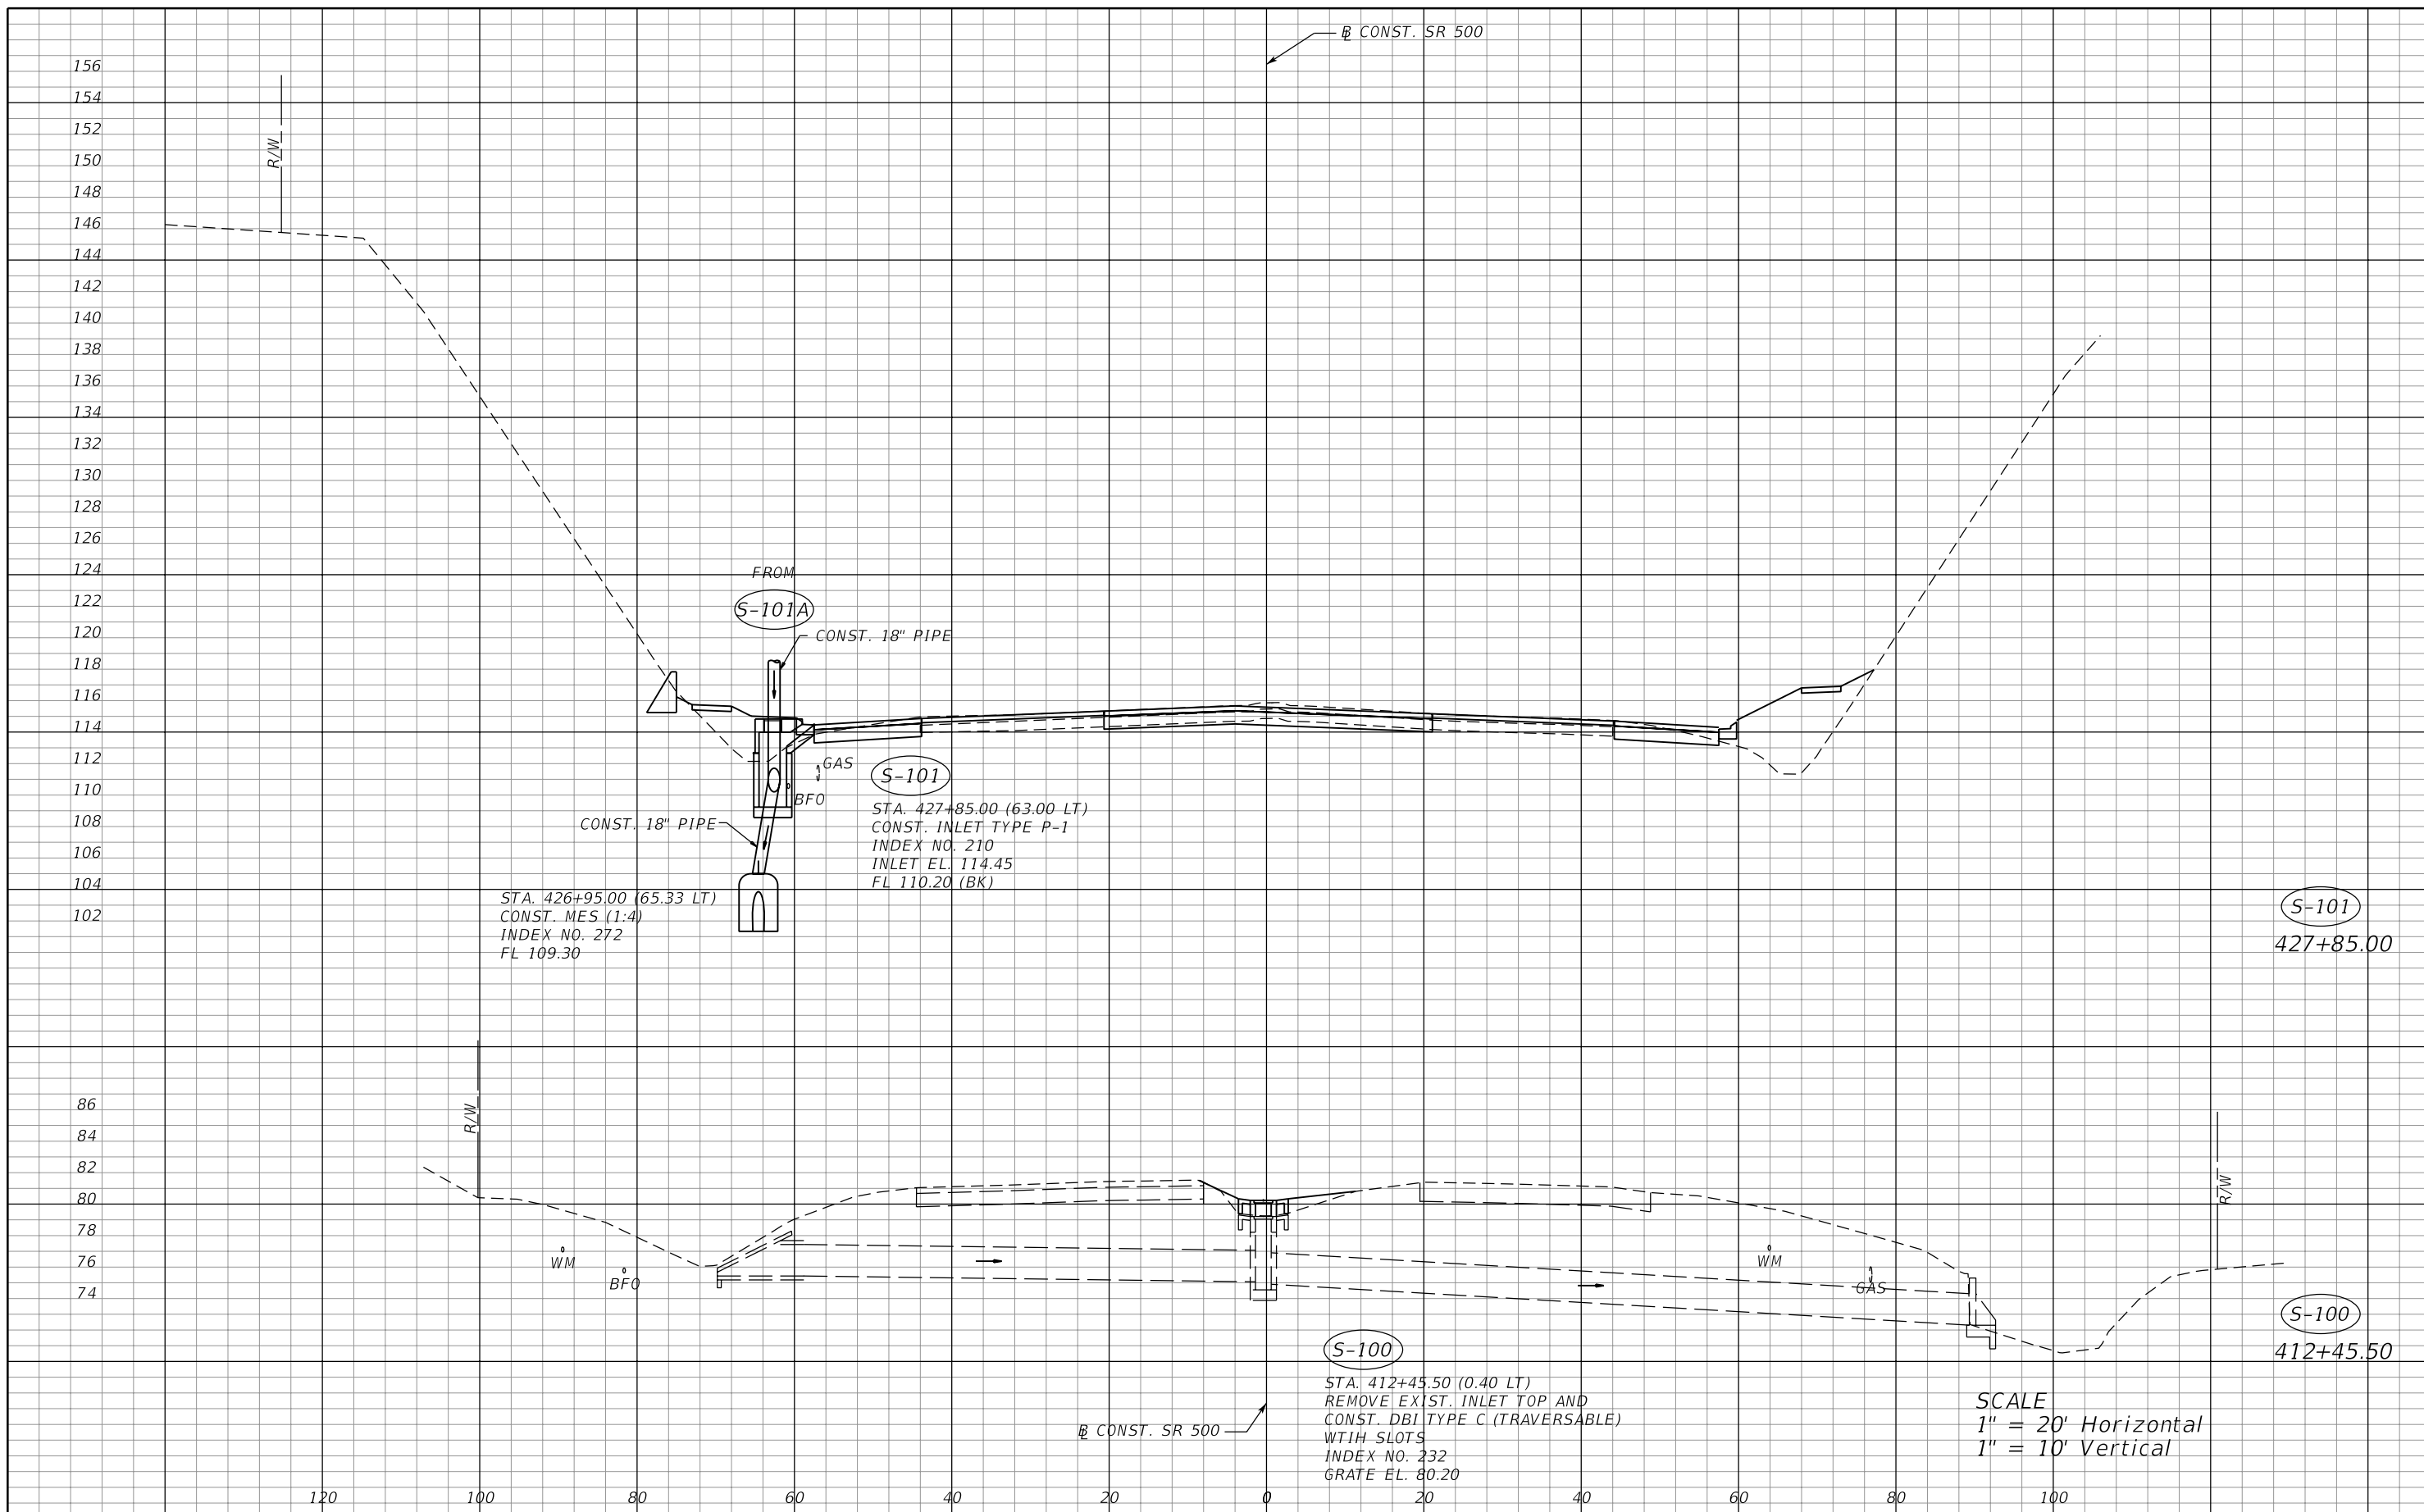 ℄ CONST. SR 500
156
154
152
150
148
146
144
142
140
138
136
134
132
130
128
126
124
122
120
118
116
114
112
110
108
106
104
102
R/W
FROM
S-101A
CONST. 18" PIPE
GAS
BFO
CONST. 18" PIPE
S-101
STA. 427+85.00 (63.00 LT)
CONST. INLET TYPE P-1
INDEX NO. 210
INLET EL. 114.45
FL 110.20 (BK)
STA. 426+95.00 (65.33 LT)
CONST. MES (1:4)
INDEX NO. 272
FL 109.30
S-101
427+85.00
86
84
82
80
78
76
74
R/W
R/W
WM
BFO
WM
GAS
S-100
STA. 412+45.50 (0.40 LT)
REMOVE EXIST. INLET TOP AND
CONST. DBI TYPE C (TRAVERSABLE)
WTIH SLOTS
INDEX NO. 232
GRATE EL. 80.20
℄ CONST. SR 500
S-100
412+45.50
SCALE
1" = 20' Horizontal
1" = 10' Vertical
120 100 80 60 40 20 0 20 40 60 80 100